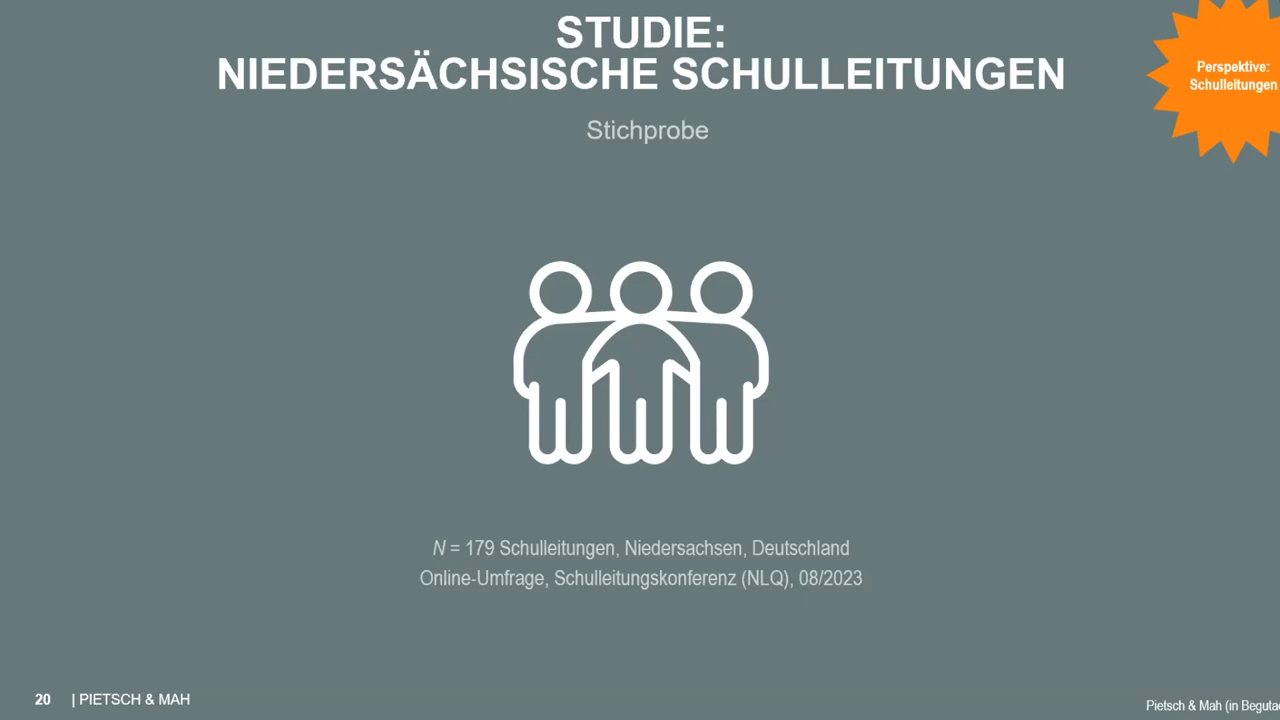 STUDIE:
NIEDERSÄCHSISCHE SCHULLEITUNGEN
Stichprobe
Perspektive:
Schulleitungen
N = 179 Schulleitungen, Niedersachsen, Deutschland
Online-Umfrage, Schulleitungskonferenz (NLQ), 08/2023
20 | PIETSCH & MAH
Pietsch & Mah (in